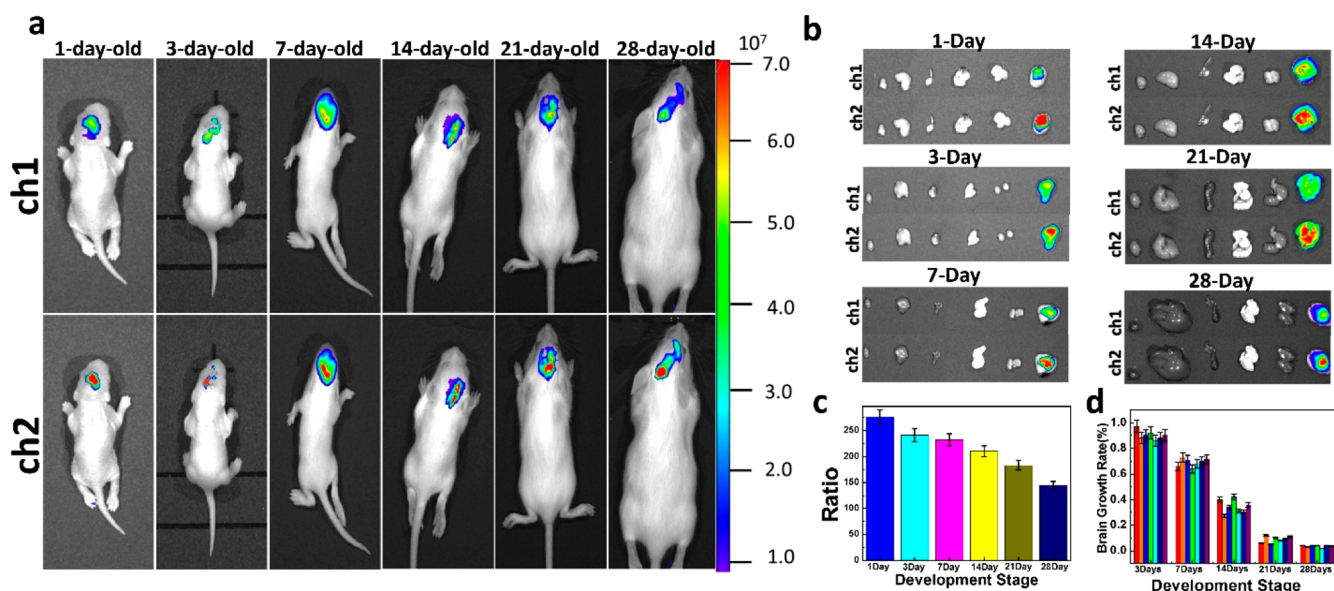 a
1-day-old 3-day-old 7-day-old 14-day-old 21-day-old 28-day-old
10⁷
ch1
ch2
7.0
6.0
5.0
4.0
3.0
2.0
1.0
b
1-Day
ch1
ch2
3-Day
ch1
ch2
7-Day
ch1
ch2
14-Day
ch1
ch2
21-Day
ch1
ch2
28-Day
ch1
ch2
c
Ratio
250
200
150
100
50
0
1Day 3Day 7Day 14Day 21Day 28Day
Development Stage
d
Brain Growth Rate(%)
1.0
0.8
0.6
0.4
0.2
0.0
3Days 7Days 14Days 21Days 28Days
Development Stage